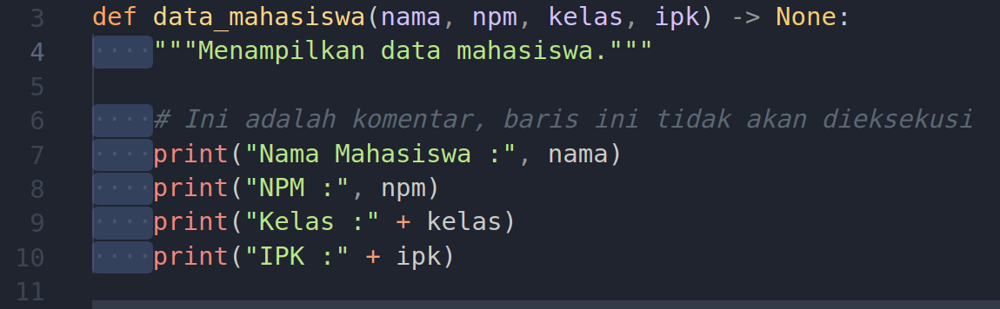 3 def data_mahasiswa(nama, npm, kelas, ipk) -> None:
4     """Menampilkan data mahasiswa."""
5
6     # Ini adalah komentar, baris ini tidak akan dieksekusi
7     print("Nama Mahasiswa :", nama)
8     print("NPM :", npm)
9     print("Kelas :" + kelas)
10     print("IPK :" + ipk)
11